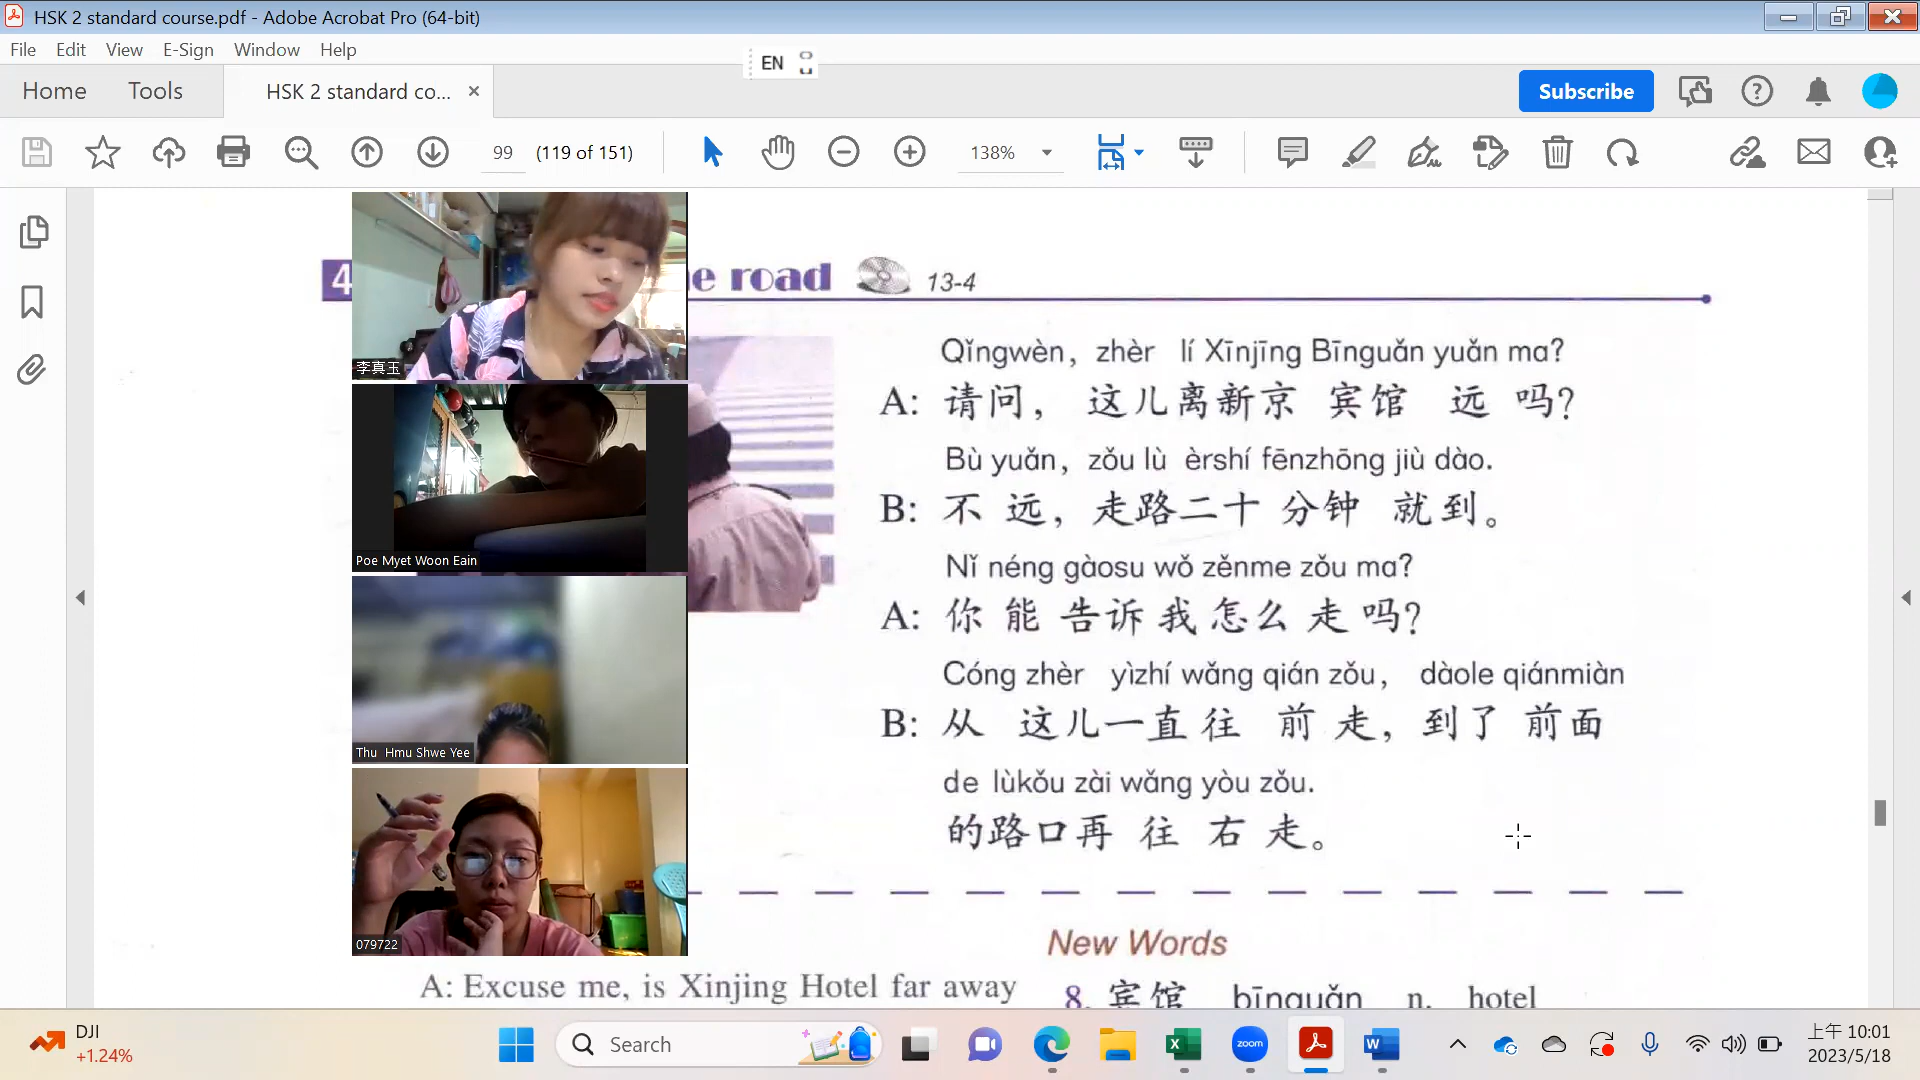 HSK 2 standard course.pdf - Adobe Acrobat Pro (64-bit)
File Edit View E-Sign Window Help
EN
Home Tools HSK 2 standard co... Subscribe
99 (119 of 151) 138%
4
e road 13-4
Qǐngwèn, zhèr lí Xīnjīng Bīnguǎn yuǎn ma?
A: 请问，这儿离新京 宾馆 远 吗？
Bù yuǎn, zǒu lù èrshí fēnzhōng jiù dào.
B: 不 远，走路二十 分钟 就到。
Nǐ néng gàosu wǒ zěnme zǒu ma?
A: 你 能 告诉 我 怎么 走 吗？
Cóng zhèr yìzhí wǎng qián zǒu, dàole qiánmiàn
B: 从 这儿一直 往 前 走，到了 前面
de lùkǒu zài wǎng yòu zǒu.
的路口再 往 右 走。
New Words
A: Excuse me, is Xinjing Hotel far away
8. 宾馆 bīnguǎn n. hotel
李真玉
Poe Myet Woon Eain
Thu Hmu Shwe Yee
079722
DJI
+1.24%
Search
zoom
上午 10:01
2023/5/18